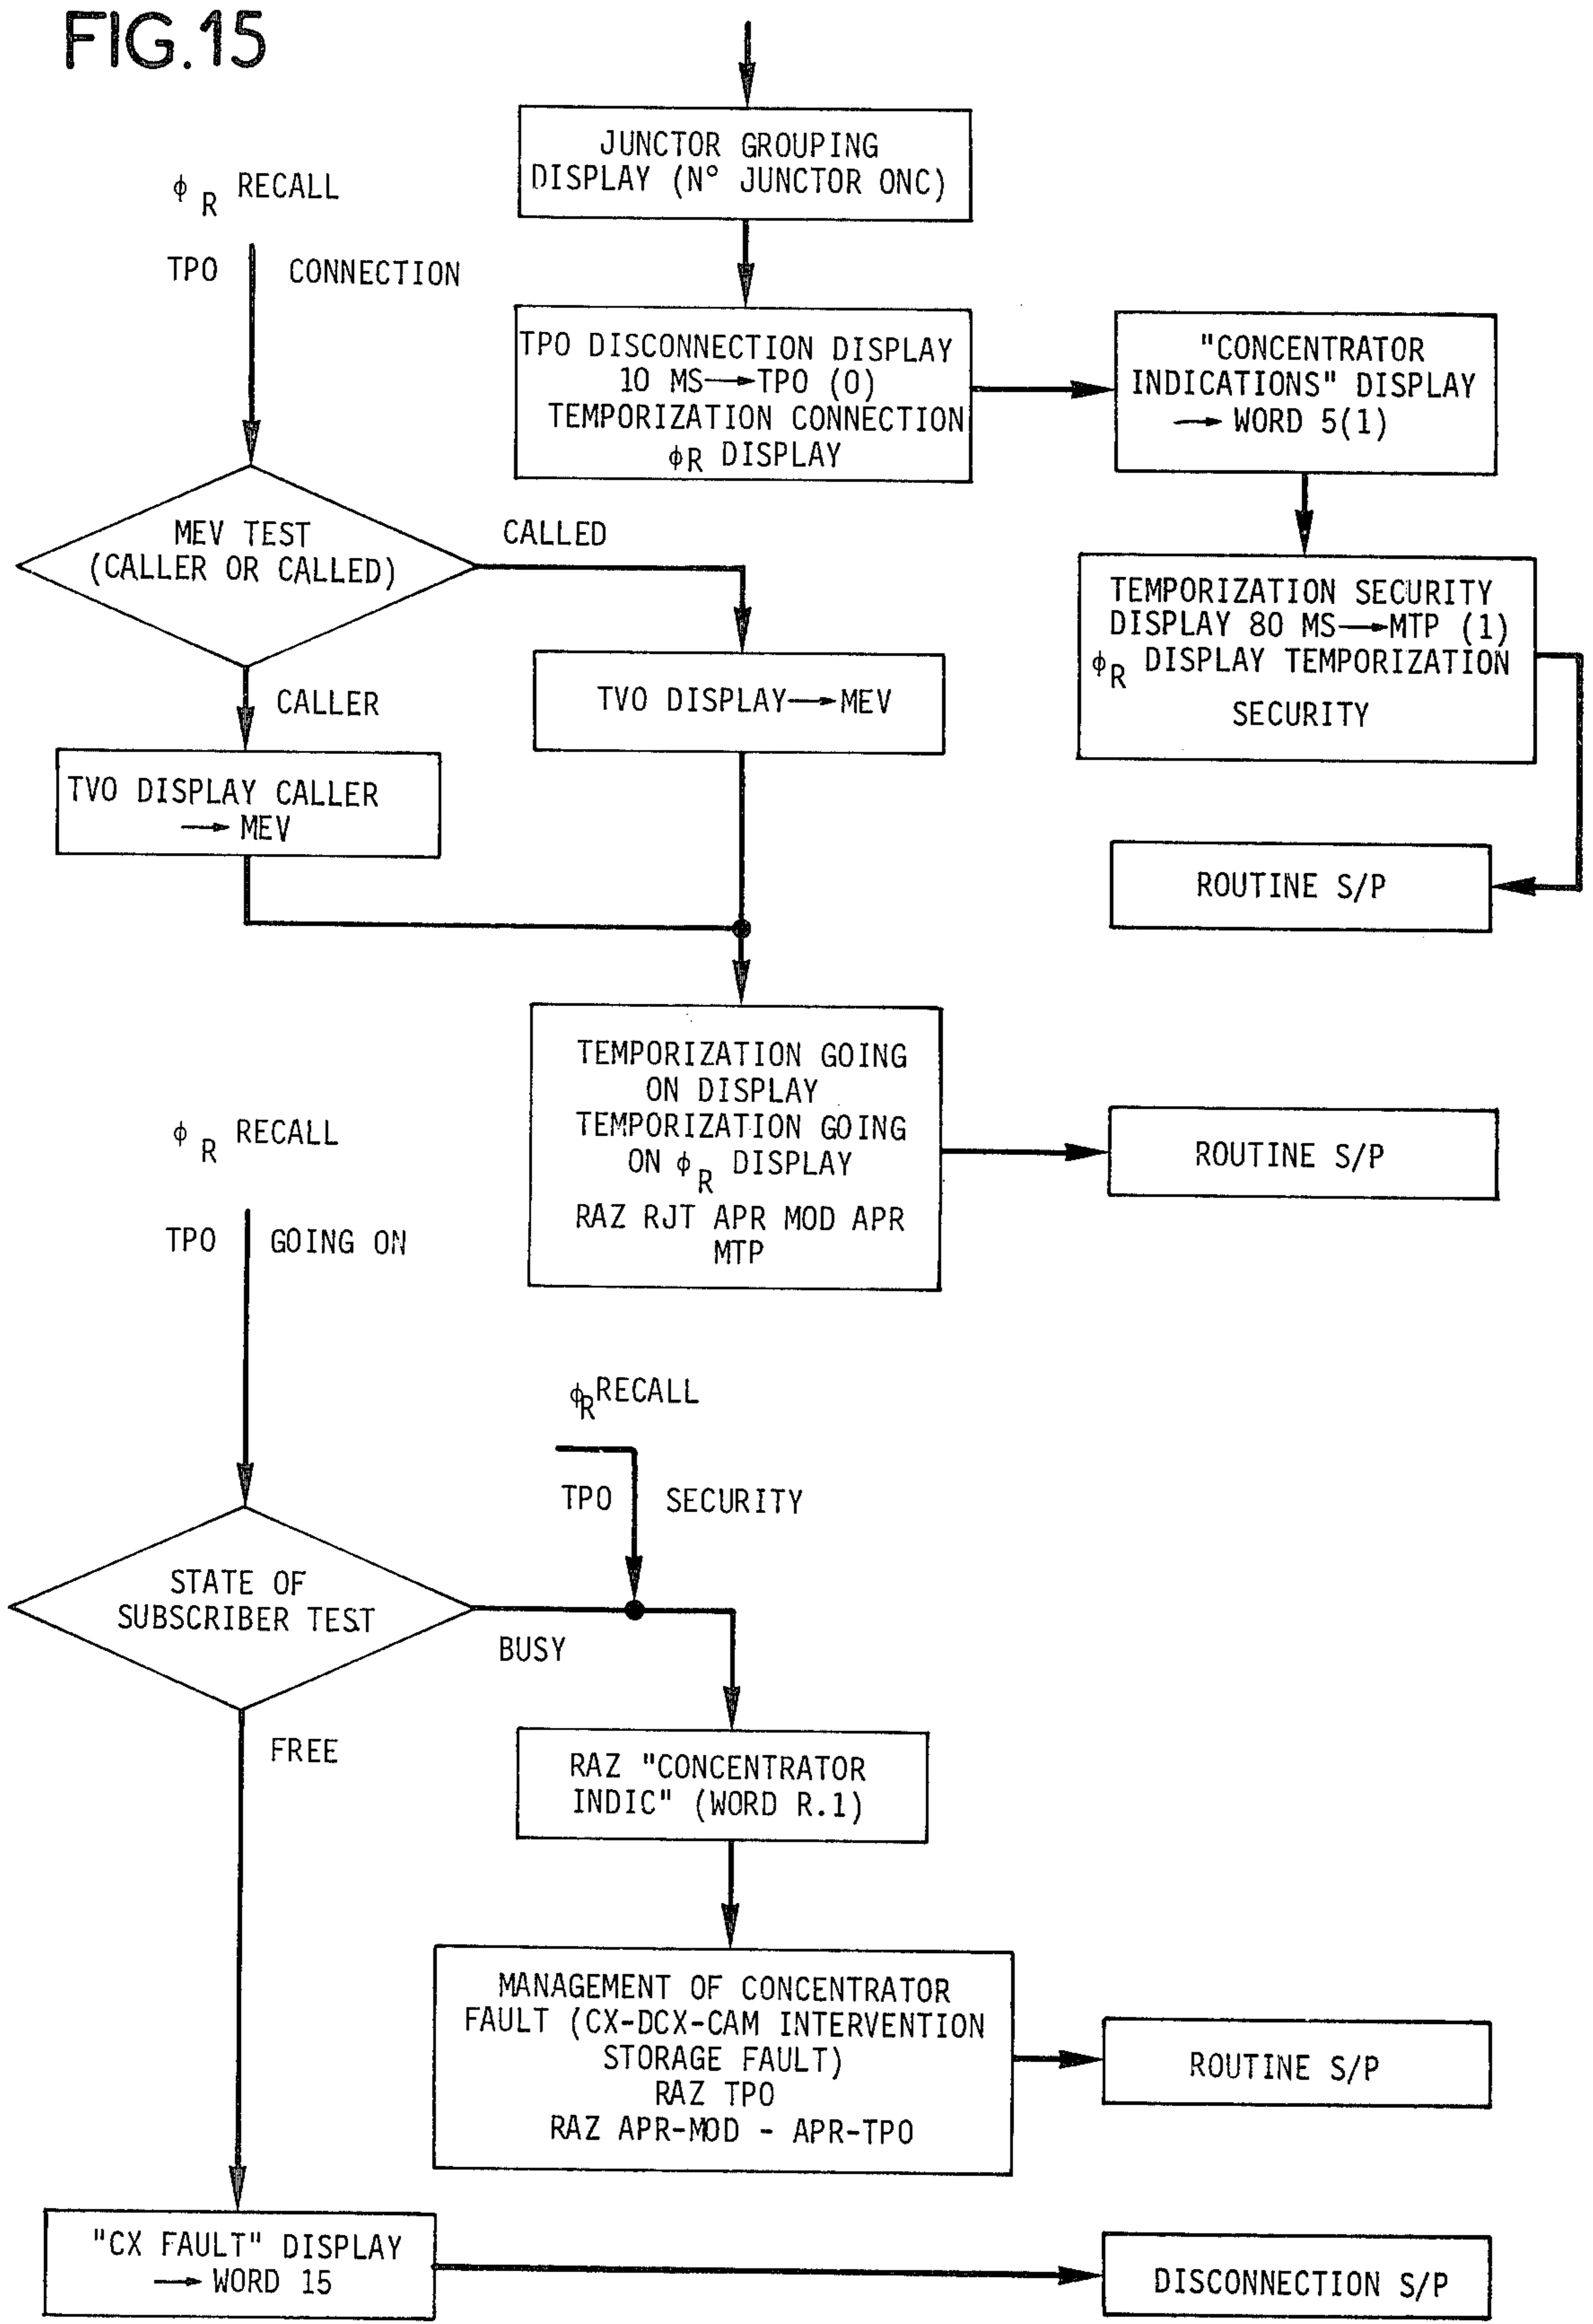 FIG.15
JUNCTOR GROUPING
DISPLAY (N° JUNCTOR ONC)
ϕR RECALL
TPO CONNECTION
TPO DISCONNECTION DISPLAY
10 MS→TPO (0)
TEMPORIZATION CONNECTION
ϕR DISPLAY
"CONCENTRATOR
INDICATIONS" DISPLAY
→ WORD 5(1)
MEV TEST
(CALLER OR CALLED)
CALLED
CALLER
TEMPORIZATION SECURITY
DISPLAY 80 MS→MTP (1)
ϕR DISPLAY TEMPORIZATION
SECURITY
TVO DISPLAY→MEV
TVO DISPLAY CALLER
→ MEV
ROUTINE S/P
TEMPORIZATION GOING
ON DISPLAY
TEMPORIZATION GOING
ON ϕR DISPLAY
RAZ RJT APR MOD APR
MTP
ROUTINE S/P
ϕR RECALL
TPO GOING ON
ϕR RECALL
TPO SECURITY
STATE OF
SUBSCRIBER TEST
BUSY
FREE
RAZ "CONCENTRATOR
INDIC" (WORD R.1)
MANAGEMENT OF CONCENTRATOR
FAULT (CX-DCX-CAM INTERVENTION
STORAGE FAULT)
RAZ TPO
RAZ APR-MOD - APR-TPO
ROUTINE S/P
"CX FAULT" DISPLAY
→ WORD 15
DISCONNECTION S/P